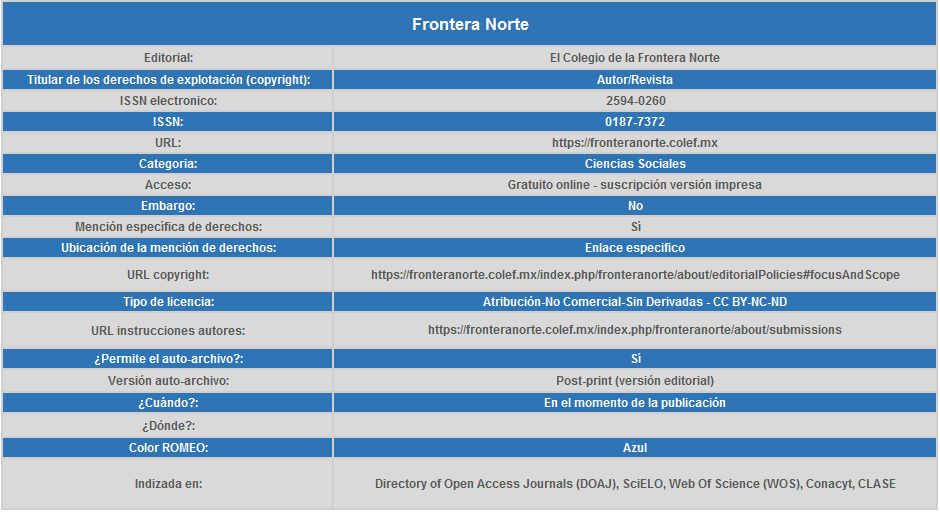 Frontera Norte
Editorial: El Colegio de la Frontera Norte
Titular de los derechos de explotación (copyright): Autor/Revista
ISSN electronico: 2594-0260
ISSN: 0187-7372
URL: https://fronteranorte.colef.mx
Categoria: Ciencias Sociales
Acceso: Gratuito online - suscripción versión impresa
Embargo: No
Mención específica de derechos: Sí
Ubicación de la mención de derechos: Enlace especifico
URL copyright: https://fronteranorte.colef.mx/index.php/fronteranorte/about/editorialPolicies#focusAndScope
Tipo de licencia: Atribución-No Comercial-Sin Derivadas - CC BY-NC-ND
URL instrucciones autores: https://fronteranorte.colef.mx/index.php/fronteranorte/about/submissions
¿Permite el auto-archivo?: Sí
Versión auto-archivo: Post-print (versión editorial)
¿Cuándo?: En el momento de la publicación
¿Dónde?:
Color ROMEO: Azul
Indizada en: Directory of Open Access Journals (DOAJ), SciELO, Web Of Science (WOS), Conacyt, CLASE